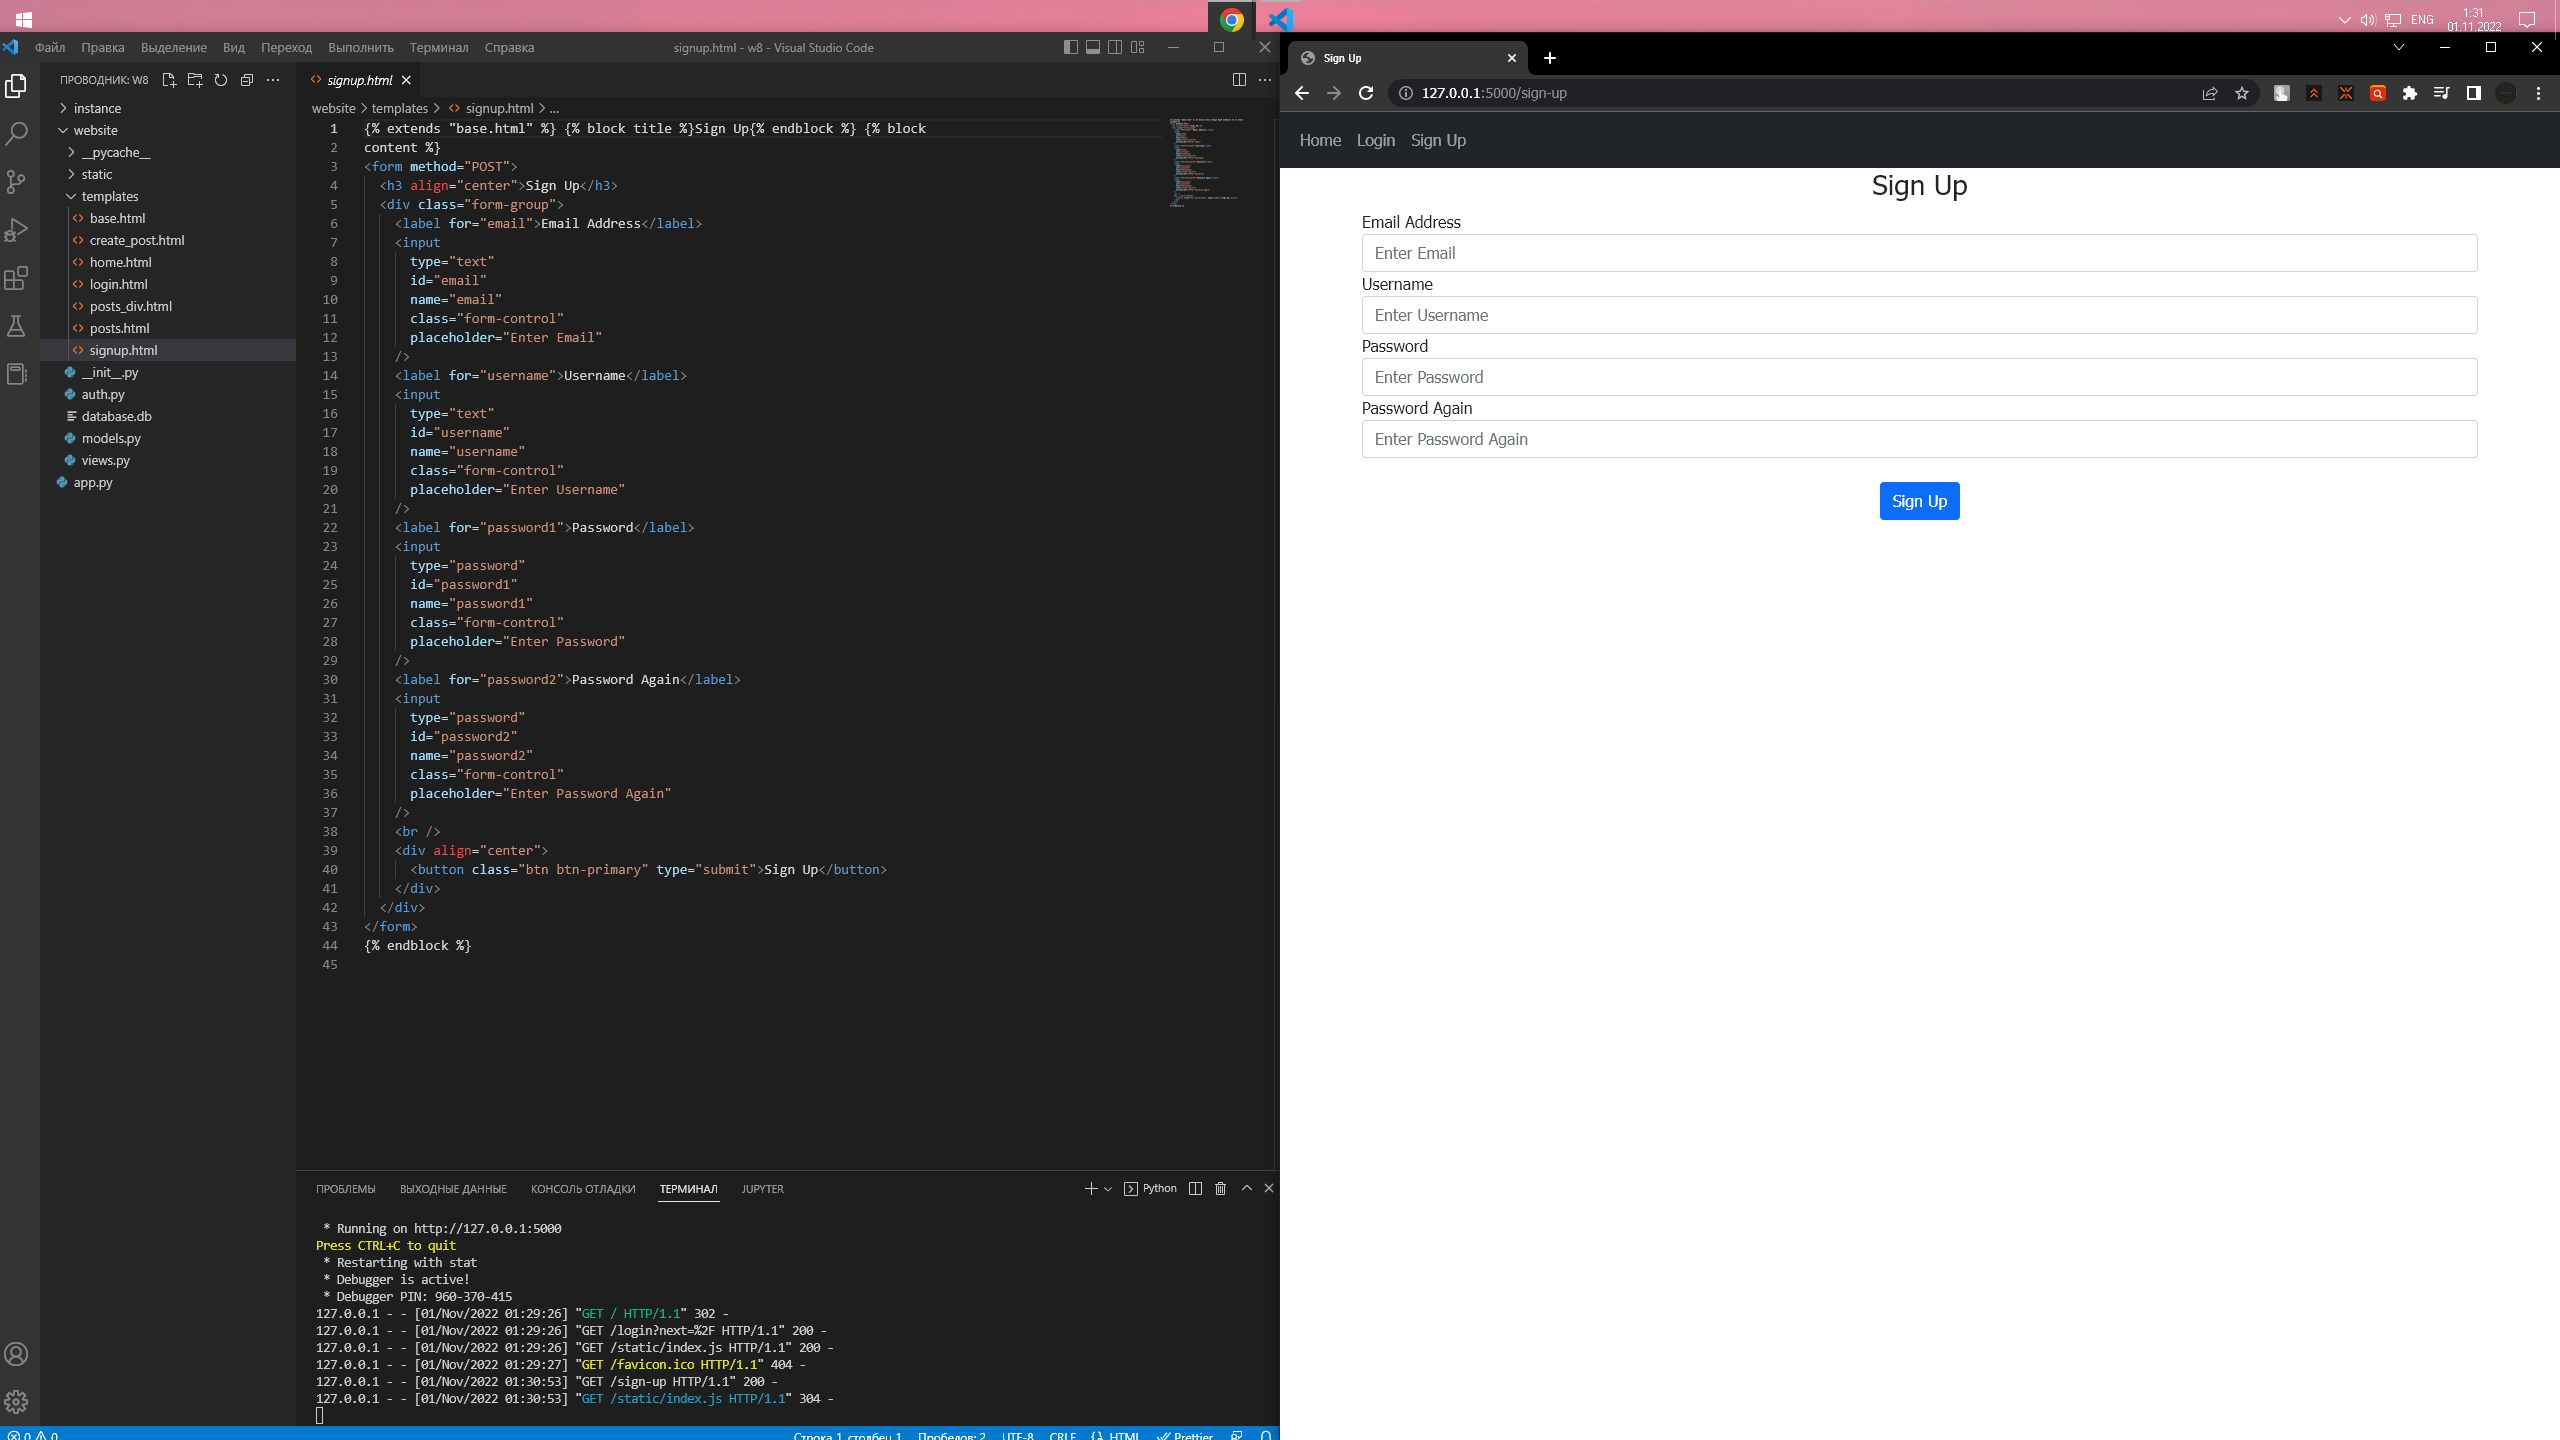 ENG
1:31
01.11.2022
Файл Правка Выделение Вид Переход Выполнить Терминал Справка
signup.html - w8 - Visual Studio Code
ПРОВОДНИК: W8
instance
website
__pycache__
static
templates
base.html
create_post.html
home.html
login.html
posts_div.html
posts.html
signup.html
__init__.py
auth.py
database.db
models.py
views.py
app.py
signup.html
website > templates > signup.html > ...
1 {% extends "base.html" %} {% block title %}Sign Up{% endblock %} {% block
2 content %}
3 <form method="POST">
4 <h3 align="center">Sign Up</h3>
5 <div class="form-group">
6 <label for="email">Email Address</label>
7 <input
8 type="text"
9 id="email"
10 name="email"
11 class="form-control"
12 placeholder="Enter Email"
13 />
14 <label for="username">Username</label>
15 <input
16 type="text"
17 id="username"
18 name="username"
19 class="form-control"
20 placeholder="Enter Username"
21 />
22 <label for="password1">Password</label>
23 <input
24 type="password"
25 id="password1"
26 name="password1"
27 class="form-control"
28 placeholder="Enter Password"
29 />
30 <label for="password2">Password Again</label>
31 <input
32 type="password"
33 id="password2"
34 name="password2"
35 class="form-control"
36 placeholder="Enter Password Again"
37 />
38 <br />
39 <div align="center">
40 <button class="btn btn-primary" type="submit">Sign Up</button>
41 </div>
42 </div>
43 </form>
44 {% endblock %}
45
ПРОБЛЕМЫ ВЫХОДНЫЕ ДАННЫЕ КОНСОЛЬ ОТЛАДКИ ТЕРМИНАЛ JUPYTER
Python
* Running on http://127.0.0.1:5000
Press CTRL+C to quit
* Restarting with stat
* Debugger is active!
* Debugger PIN: 960-370-415
127.0.0.1 - - [01/Nov/2022 01:29:26] "GET / HTTP/1.1" 302 -
127.0.0.1 - - [01/Nov/2022 01:29:26] "GET /login?next=%2F HTTP/1.1" 200 -
127.0.0.1 - - [01/Nov/2022 01:29:26] "GET /static/index.js HTTP/1.1" 200 -
127.0.0.1 - - [01/Nov/2022 01:29:27] "GET /favicon.ico HTTP/1.1" 404 -
127.0.0.1 - - [01/Nov/2022 01:30:53] "GET /sign-up HTTP/1.1" 200 -
127.0.0.1 - - [01/Nov/2022 01:30:53] "GET /static/index.js HTTP/1.1" 304 -
0 0 Строка 1, столбец 1 Пробелов: 2 UTF-8 CRLF HTML Prettier
Sign Up
127.0.0.1:5000/sign-up
Home Login Sign Up
Sign Up
Email Address
Enter Email
Username
Enter Username
Password
Enter Password
Password Again
Enter Password Again
Sign Up